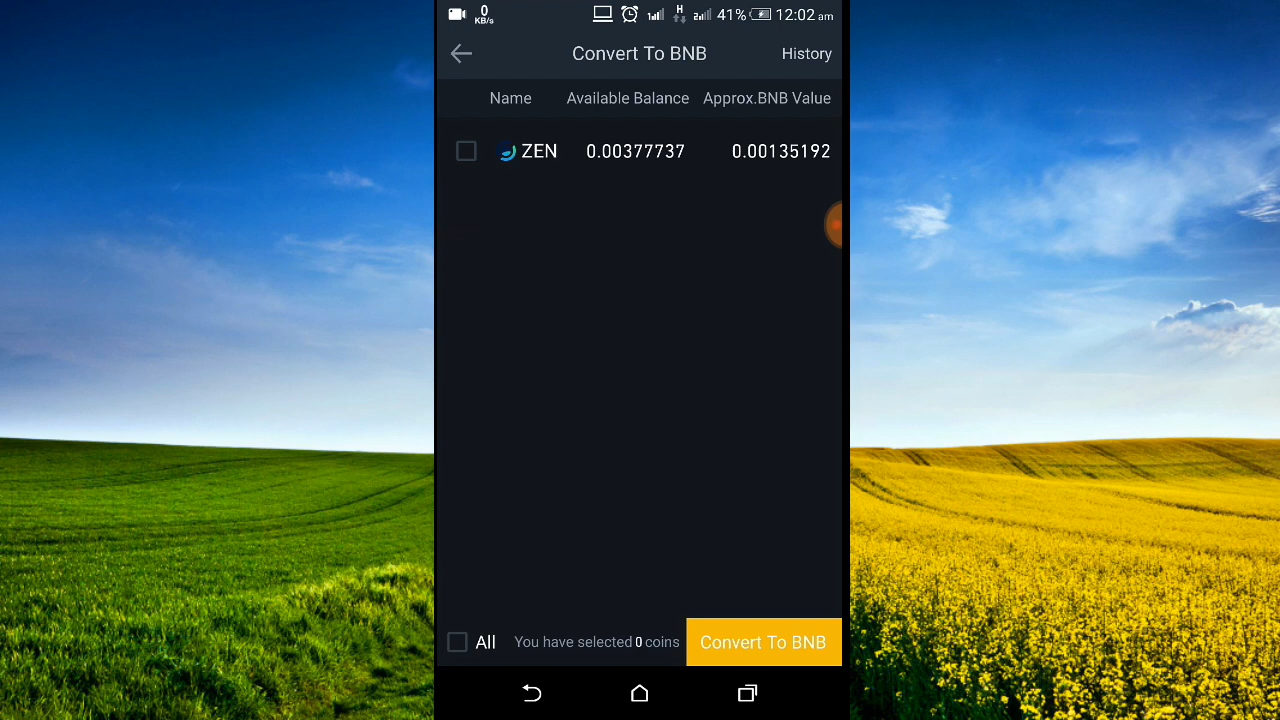 0 KB/s H 2 41% 12:02 am
Convert To BNB History
Name Available Balance Approx.BNB Value
ZEN 0.00377737 0.00135192
All You have selected 0 coins Convert To BNB